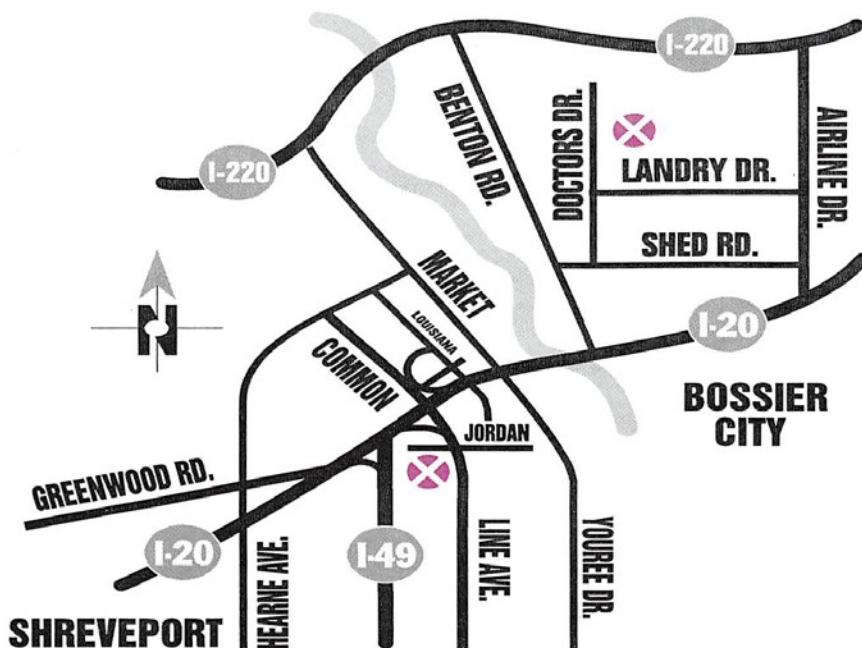 I-220
I-220
BENTON RD.
DOCTORS DR.
LANDRY DR.
AIRLINE DR.
SHED RD.
MARKET
N
LOUISIANA
COMMON
I-20
BOSSIER
CITY
JORDAN
GREENWOOD RD.
I-20
HEARNE AVE.
I-49
LINE AVE.
YOUREE DR.
SHREVEPORT